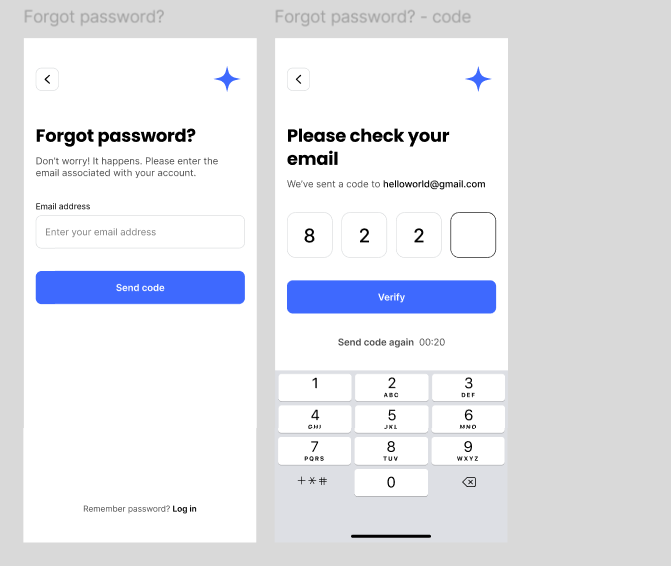 Forgot password?
Forgot password?
Don't worry! It happens. Please enter the
email associated with your account.
Email address
Enter your email address
Send code
Remember password? Log in
Forgot password? - code
Please check your
email
We've sent a code to helloworld@gmail.com
8 2 2
Verify
Send code again 00:20
1 2 3
ABC DEF
4 5 6
GHI JKL MNO
7 8 9
PQRS TUV WXYZ
+*# 0